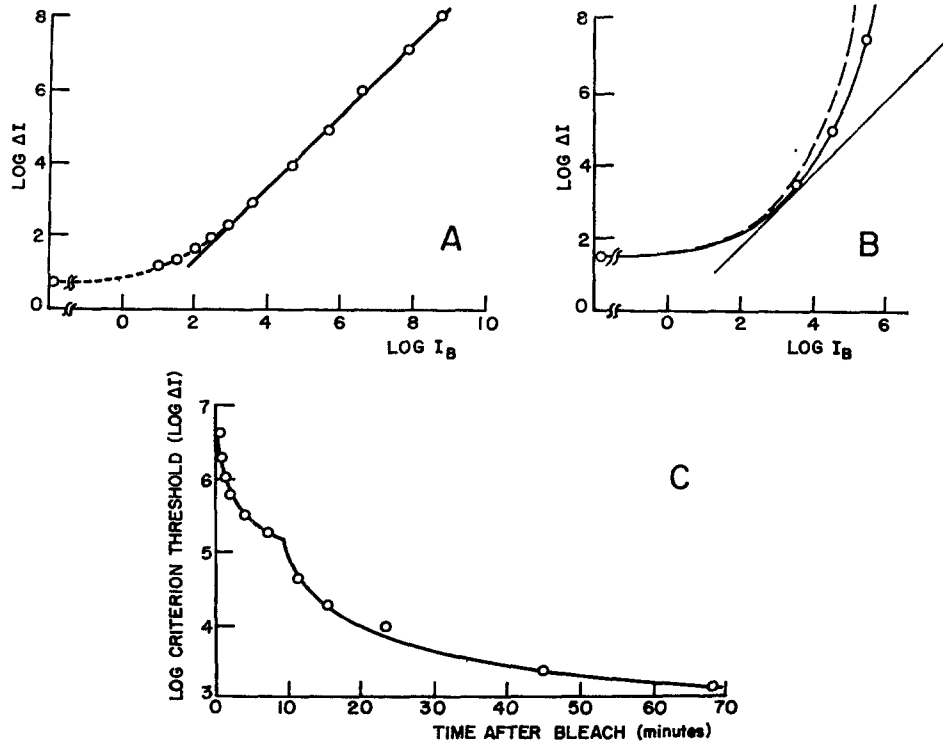 8
6
4
2
0
LOG ΔI
A
0 2 4 6 8 10
LOG I_B
8
6
4
2
0
LOG ΔI
B
0 2 4 6
LOG I_B
7
6
5
4
3
LOG CRITERION THRESHOLD (LOG ΔI)
C
0 10 20 30 40 50 60 70
TIME AFTER BLEACH (minutes)